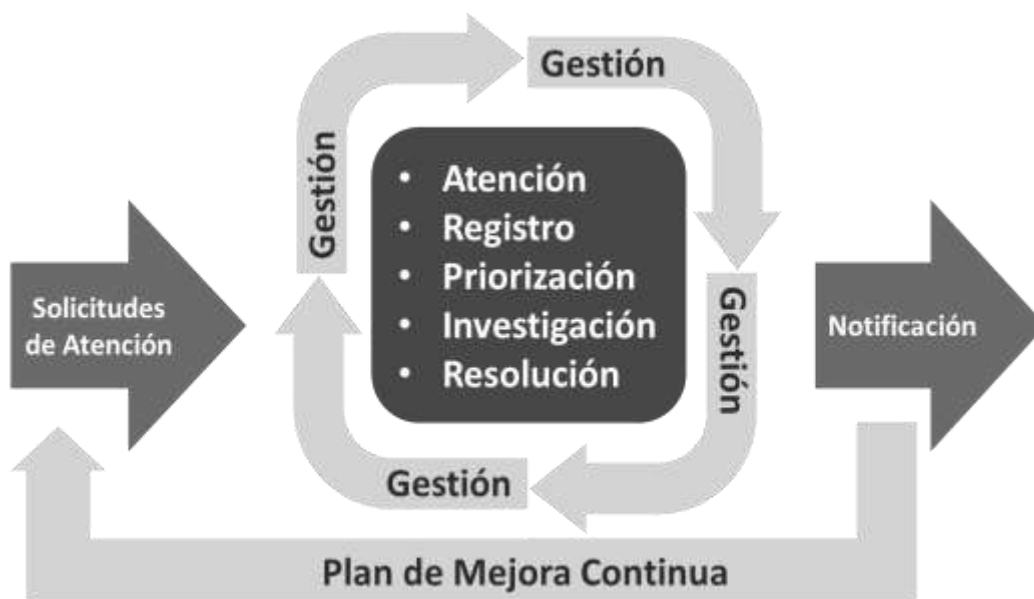 Gestión
Gestión
• Atención
• Registro
• Priorización
• Investigación
• Resolución
Solicitudes
de Atención
Gestión
Notificación
Gestión
Plan de Mejora Continua